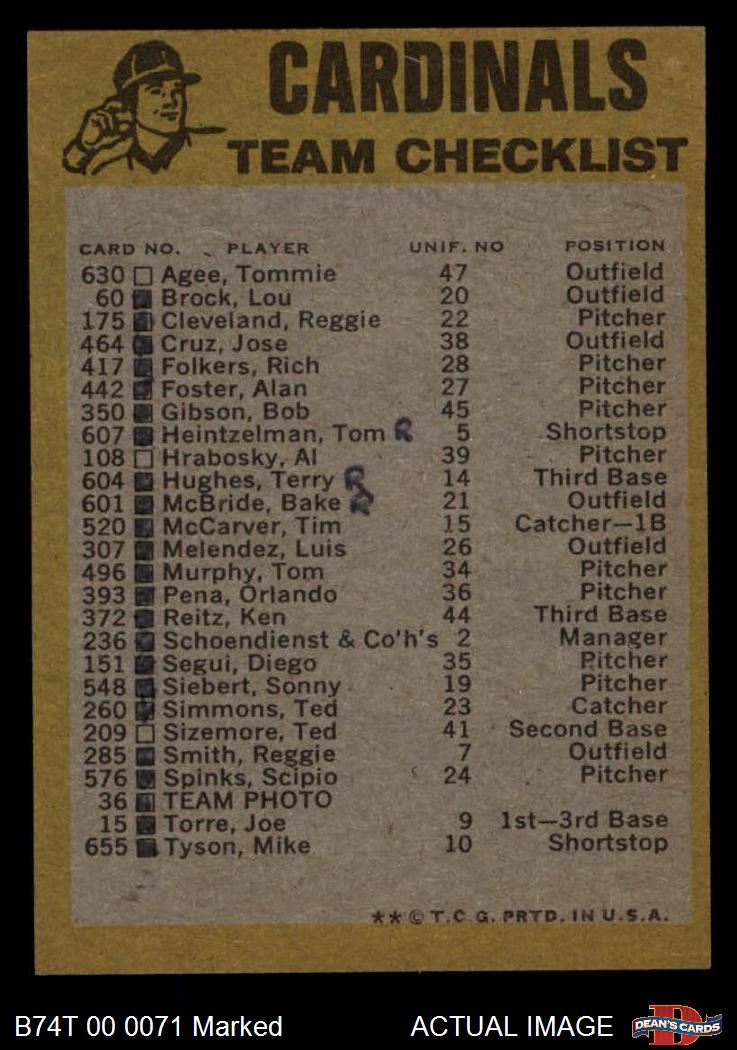 CARDINALS
TEAM CHECKLIST
CARD NO. PLAYER UNIF. NO POSITION
630 Agee, Tommie 47 Outfield
60 Brock, Lou 20 Outfield
175 Cleveland, Reggie 22 Pitcher
464 Cruz, Jose 38 Outfield
417 Folkers, Rich 28 Pitcher
442 Foster, Alan 27 Pitcher
350 Gibson, Bob 45 Pitcher
607 Heintzelman, Tom R 5 Shortstop
108 Hrabosky, Al 39 Pitcher
604 Hughes, Terry R 14 Third Base
601 McBride, Bake R 21 Outfield
520 McCarver, Tim 15 Catcher—1B
307 Melendez, Luis 26 Outfield
496 Murphy, Tom 34 Pitcher
393 Pena, Orlando 36 Pitcher
372 Reitz, Ken 44 Third Base
236 Schoendienst & Co'h's 2 Manager
151 Segui, Diego 35 Pitcher
548 Siebert, Sonny 19 Pitcher
260 Simmons, Ted 23 Catcher
209 Sizemore, Ted 41 Second Base
285 Smith, Reggie 7 Outfield
576 Spinks, Scipio 24 Pitcher
36 TEAM PHOTO
15 Torre, Joe 9 1st—3rd Base
655 Tyson, Mike 10 Shortstop
★★ © T.C.G. PRTD. IN U.S.A.
B74T 00 0071 Marked ACTUAL IMAGE D DEAN'S CARDS